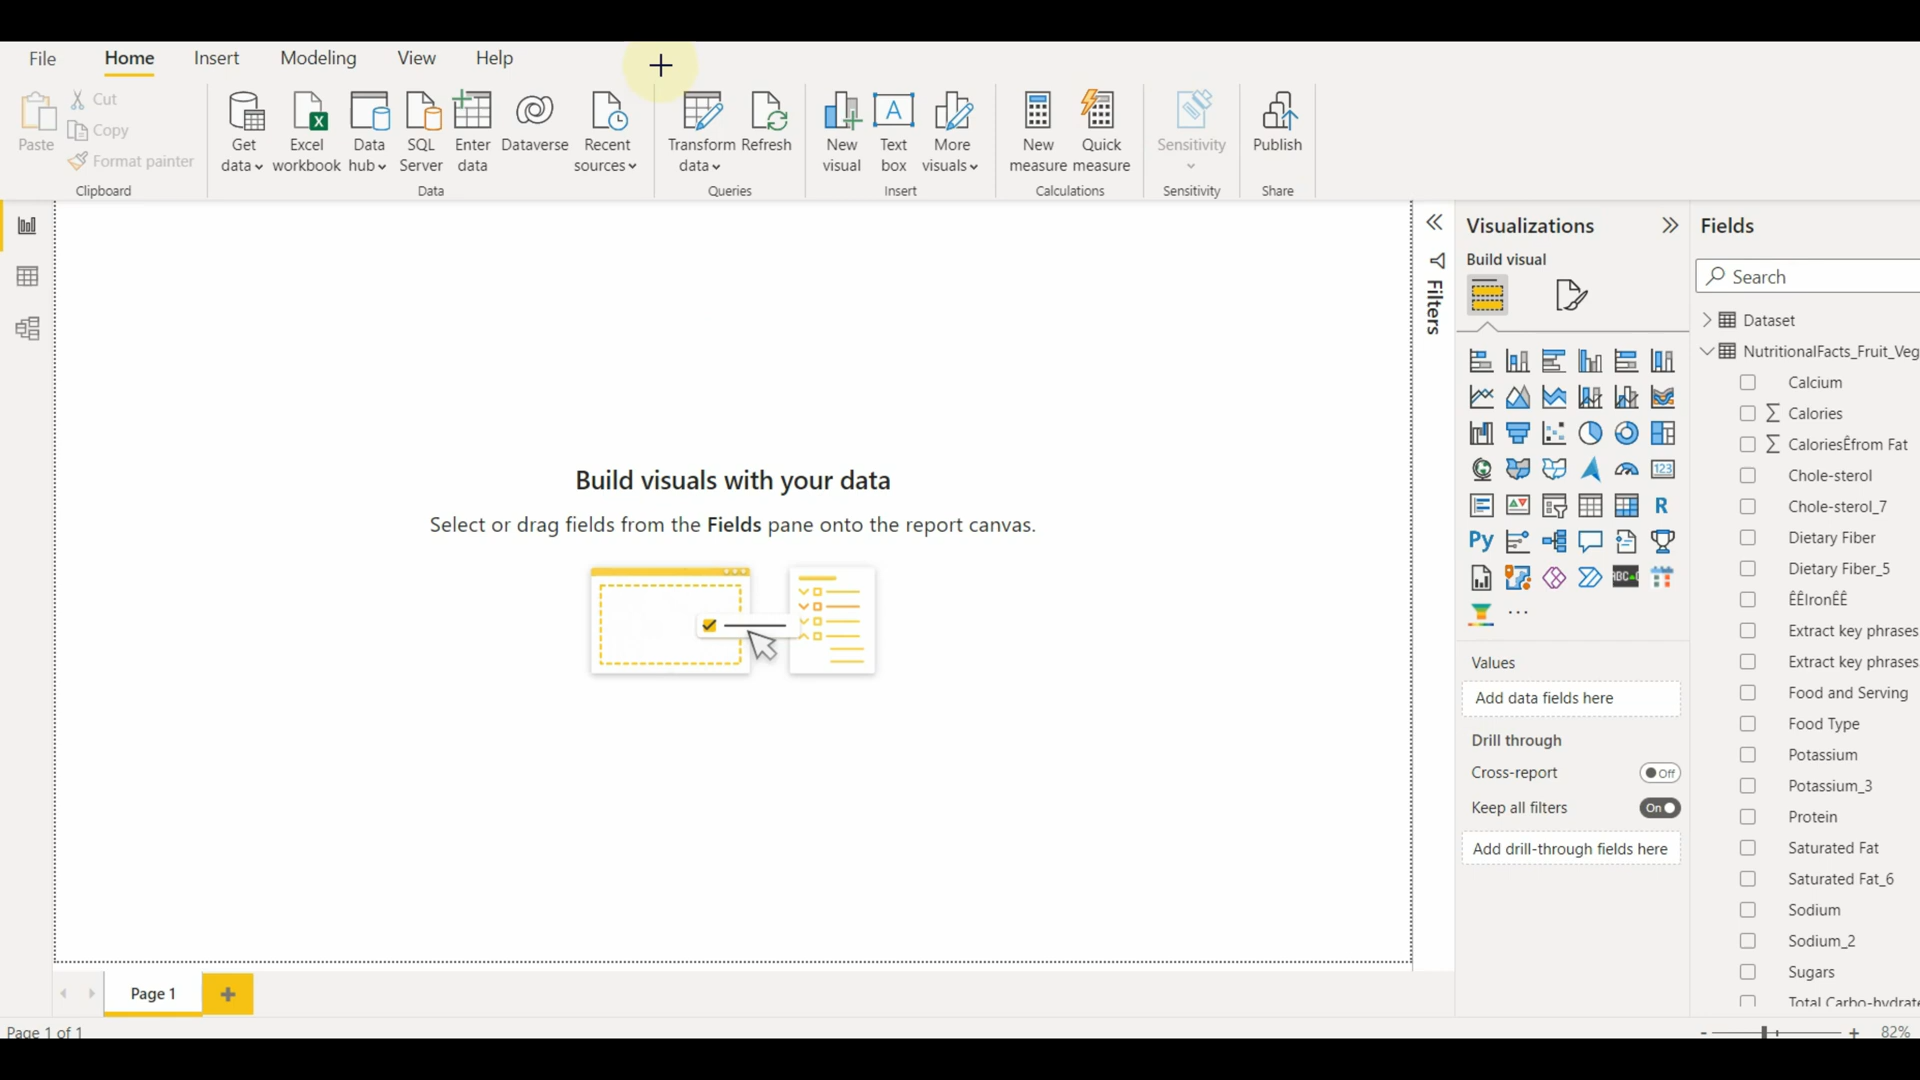 File Home Insert Modeling View Help
Paste
Cut
Copy
Format painter
Clipboard
Get data
Excel workbook
Data hub
SQL Server
Enter data
Dataverse
Recent sources
Data
Transform data
Refresh
Queries
New visual
Text box
More visuals
Insert
New measure
Quick measure
Calculations
Sensitivity
Sensitivity
Publish
Share
Build visuals with your data
Select or drag fields from the Fields pane onto the report canvas.
Filters
Visualizations
Build visual
123
R
Py
Values
Add data fields here
Drill through
Cross-report Off
Keep all filters On
Add drill-through fields here
Fields
Search
Dataset
NutritionalFacts_Fruit_Veg
Calcium
Calories
CaloriesÊfrom Fat
Chole-sterol
Chole-sterol_7
Dietary Fiber
Dietary Fiber_5
ÊÊIronÊÊ
Extract key phrases
Extract key phrases
Food and Serving
Food Type
Potassium
Potassium_3
Protein
Saturated Fat
Saturated Fat_6
Sodium
Sodium_2
Sugars
Total Carbo-hydrate
Page 1
Page 1 of 1
82%